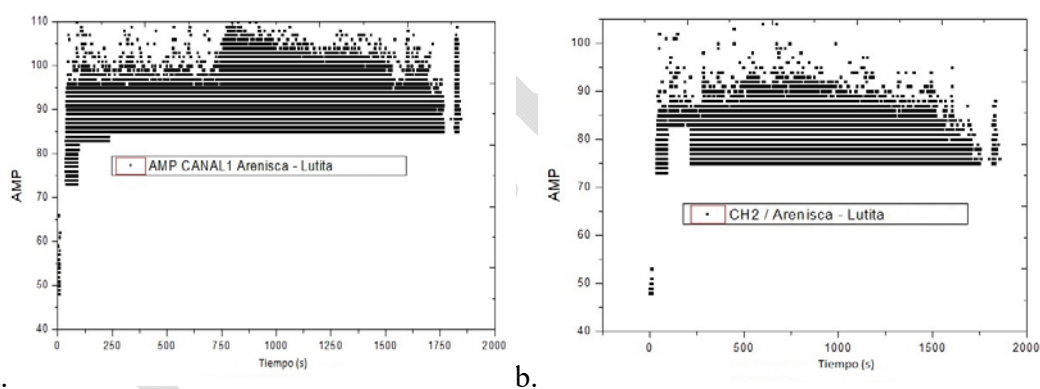 110
100
90
80
70
60
50
40
AMP
AMP CANAL1 Arenisca - Lutita
0 250 500 750 1000 1250 1500 1750 2000
Tiempo (s)
100
90
80
70
60
50
40
AMP
CH2 / Arenisca - Lutita
0 500 1000 1500 2000
Tiempo (s)
b.